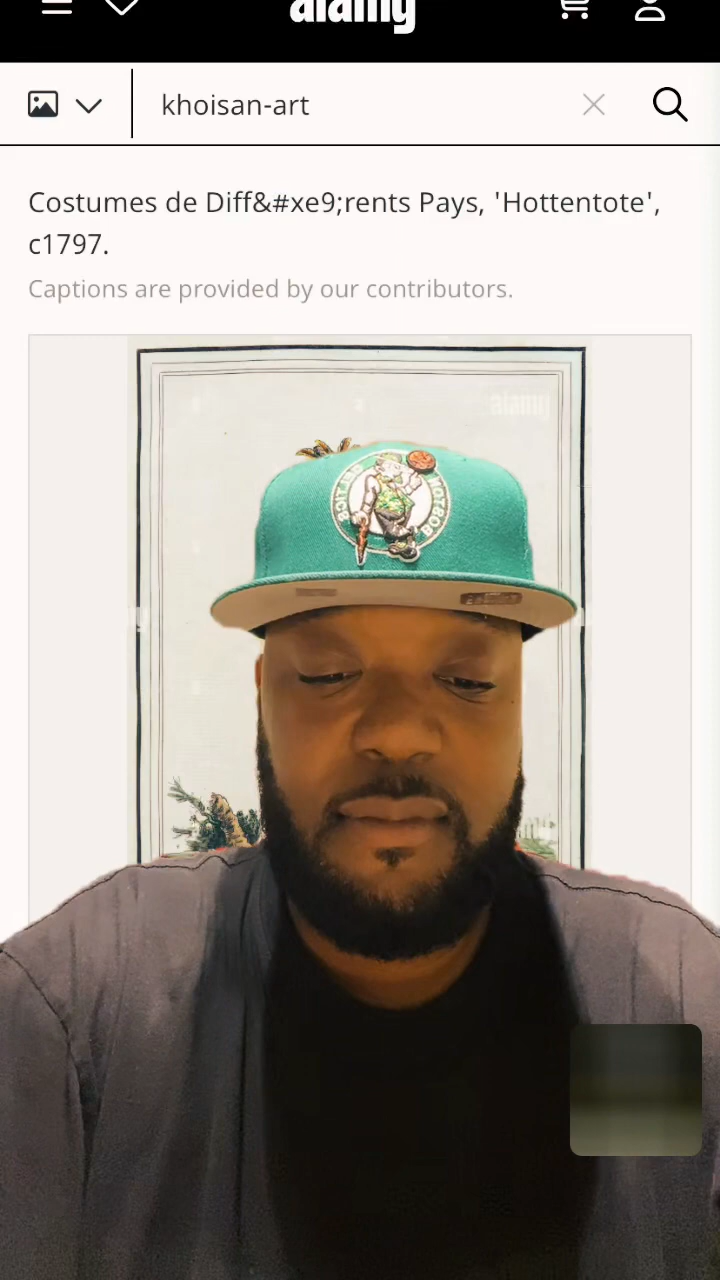 alamy
khoisan-art
Costumes de Diff&#xe9;rents Pays, 'Hottentote',
c1797.
Captions are provided by our contributors.
alamy
CELTICS BOSTON